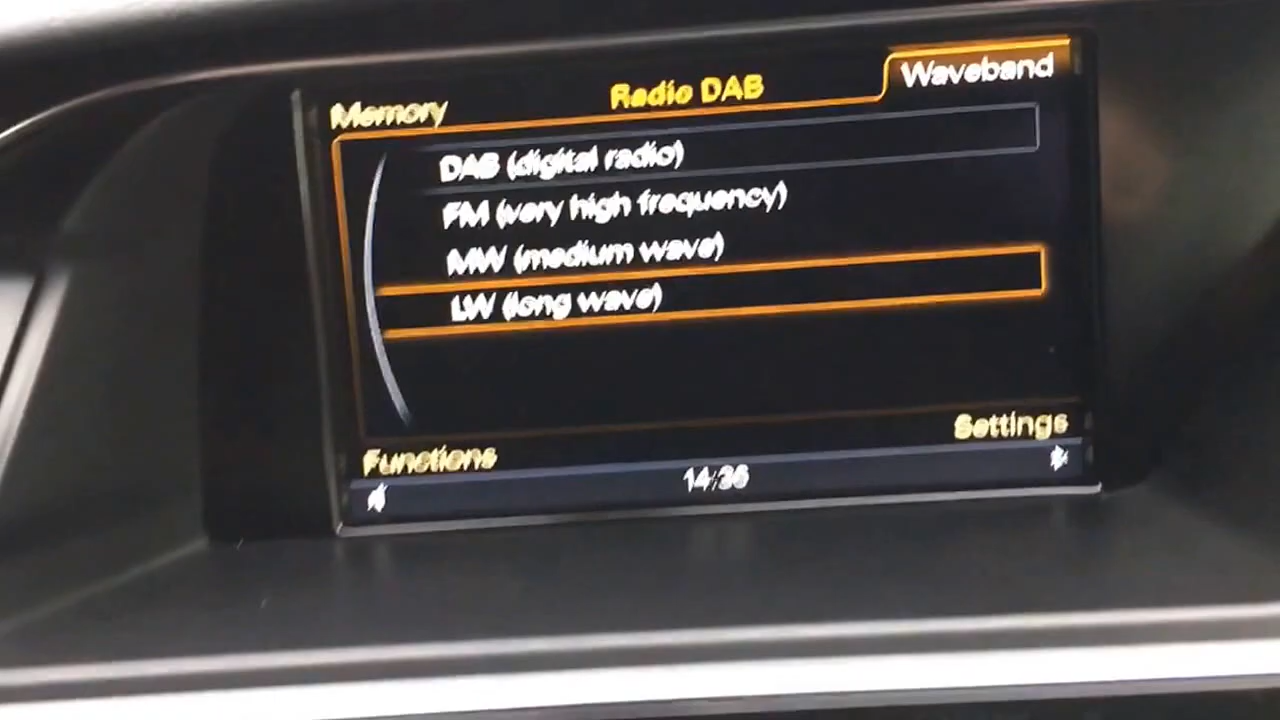 Memory
Radio DAB
Waveband
DAB (digital radio)
FM (very high frequency)
MW (medium wave)
LW (long wave)
Functions
Settings
14:36